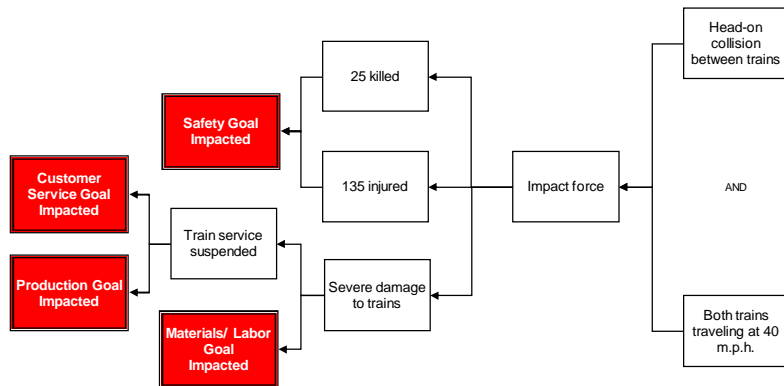 Head-on
collision
between trains
25 killed
Safety Goal
Impacted
Customer
Service Goal
Impacted
135 injured
Impact force
AND
Train service
suspended
Production Goal
Impacted
Severe damage
to trains
Materials/ Labor
Goal
Impacted
Both trains
traveling at 40
m.p.h.